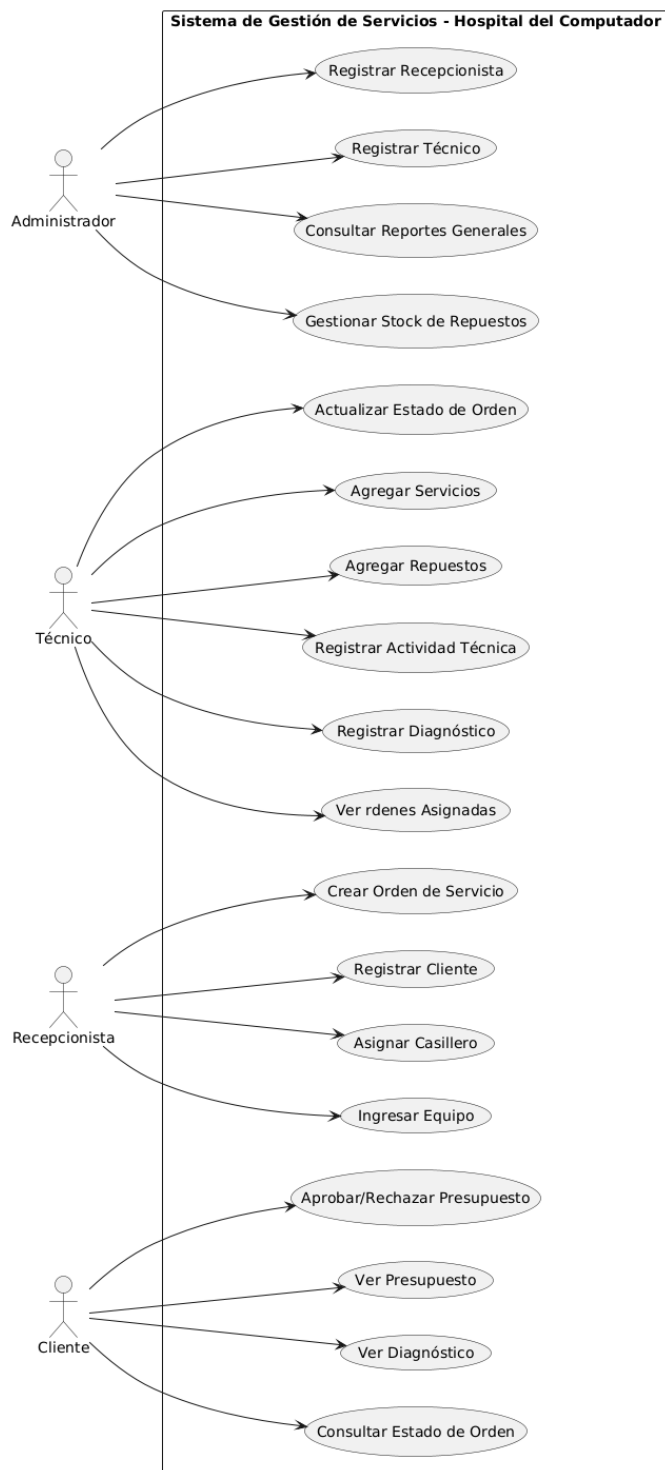 Sistema de Gestión de Servicios - Hospital del Computador
Registrar Recepcionista
Registrar Técnico
Administrador
Consultar Reportes Generales
Gestionar Stock de Repuestos
Actualizar Estado de Orden
Agregar Servicios
Agregar Repuestos
Técnico
Registrar Actividad Técnica
Registrar Diagnóstico
Ver rdenes Asignadas
Crear Orden de Servicio
Registrar Cliente
Recepcionista
Asignar Casillero
Ingresar Equipo
Aprobar/Rechazar Presupuesto
Ver Presupuesto
Cliente
Ver Diagnóstico
Consultar Estado de Orden